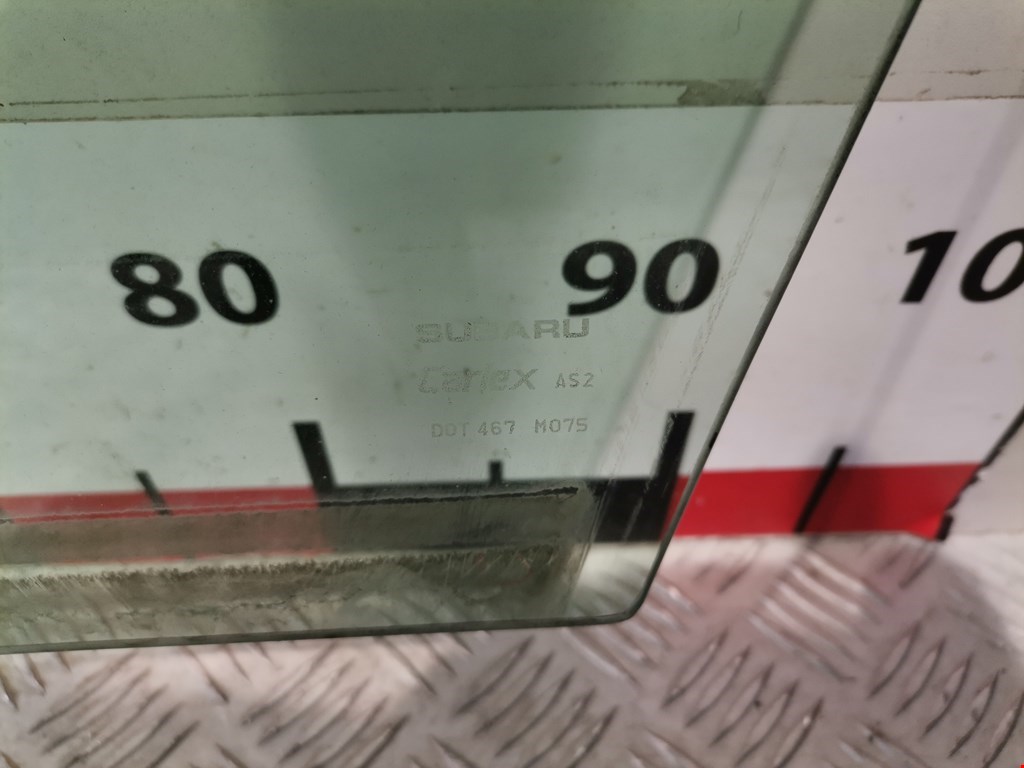 80 90 10
SUBARU
Carlex AS2
DOT 467 M075